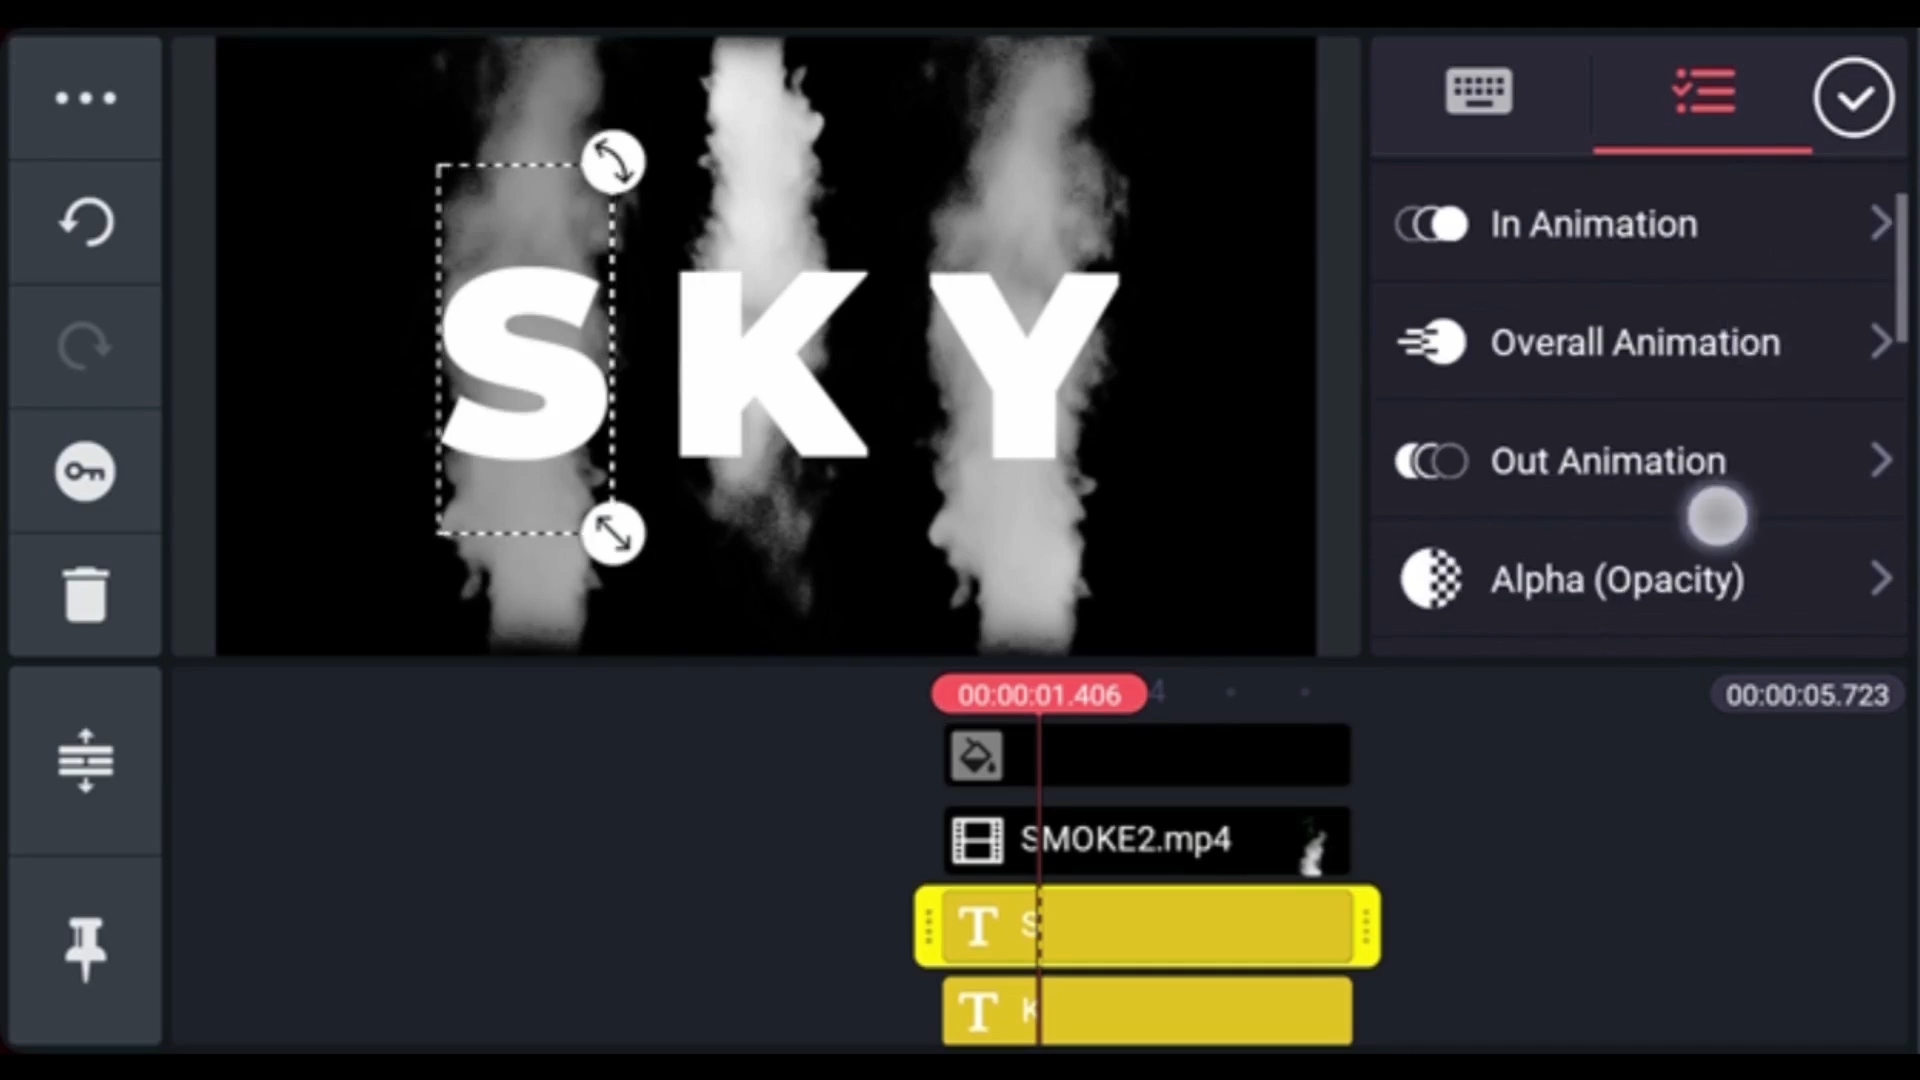 SKY
In Animation
Overall Animation
Out Animation
Alpha (Opacity)
00:00:01.406
4
00:00:05.723
SMOKE2.mp4
T S
T K